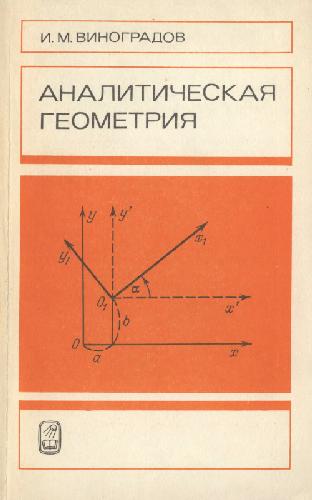 И. М. ВИНОГРАДОВ
АНАЛИТИЧЕСКАЯ
ГЕОМЕТРИЯ
y y'
x₁
y₁
α
O₁
x'
b
O a x